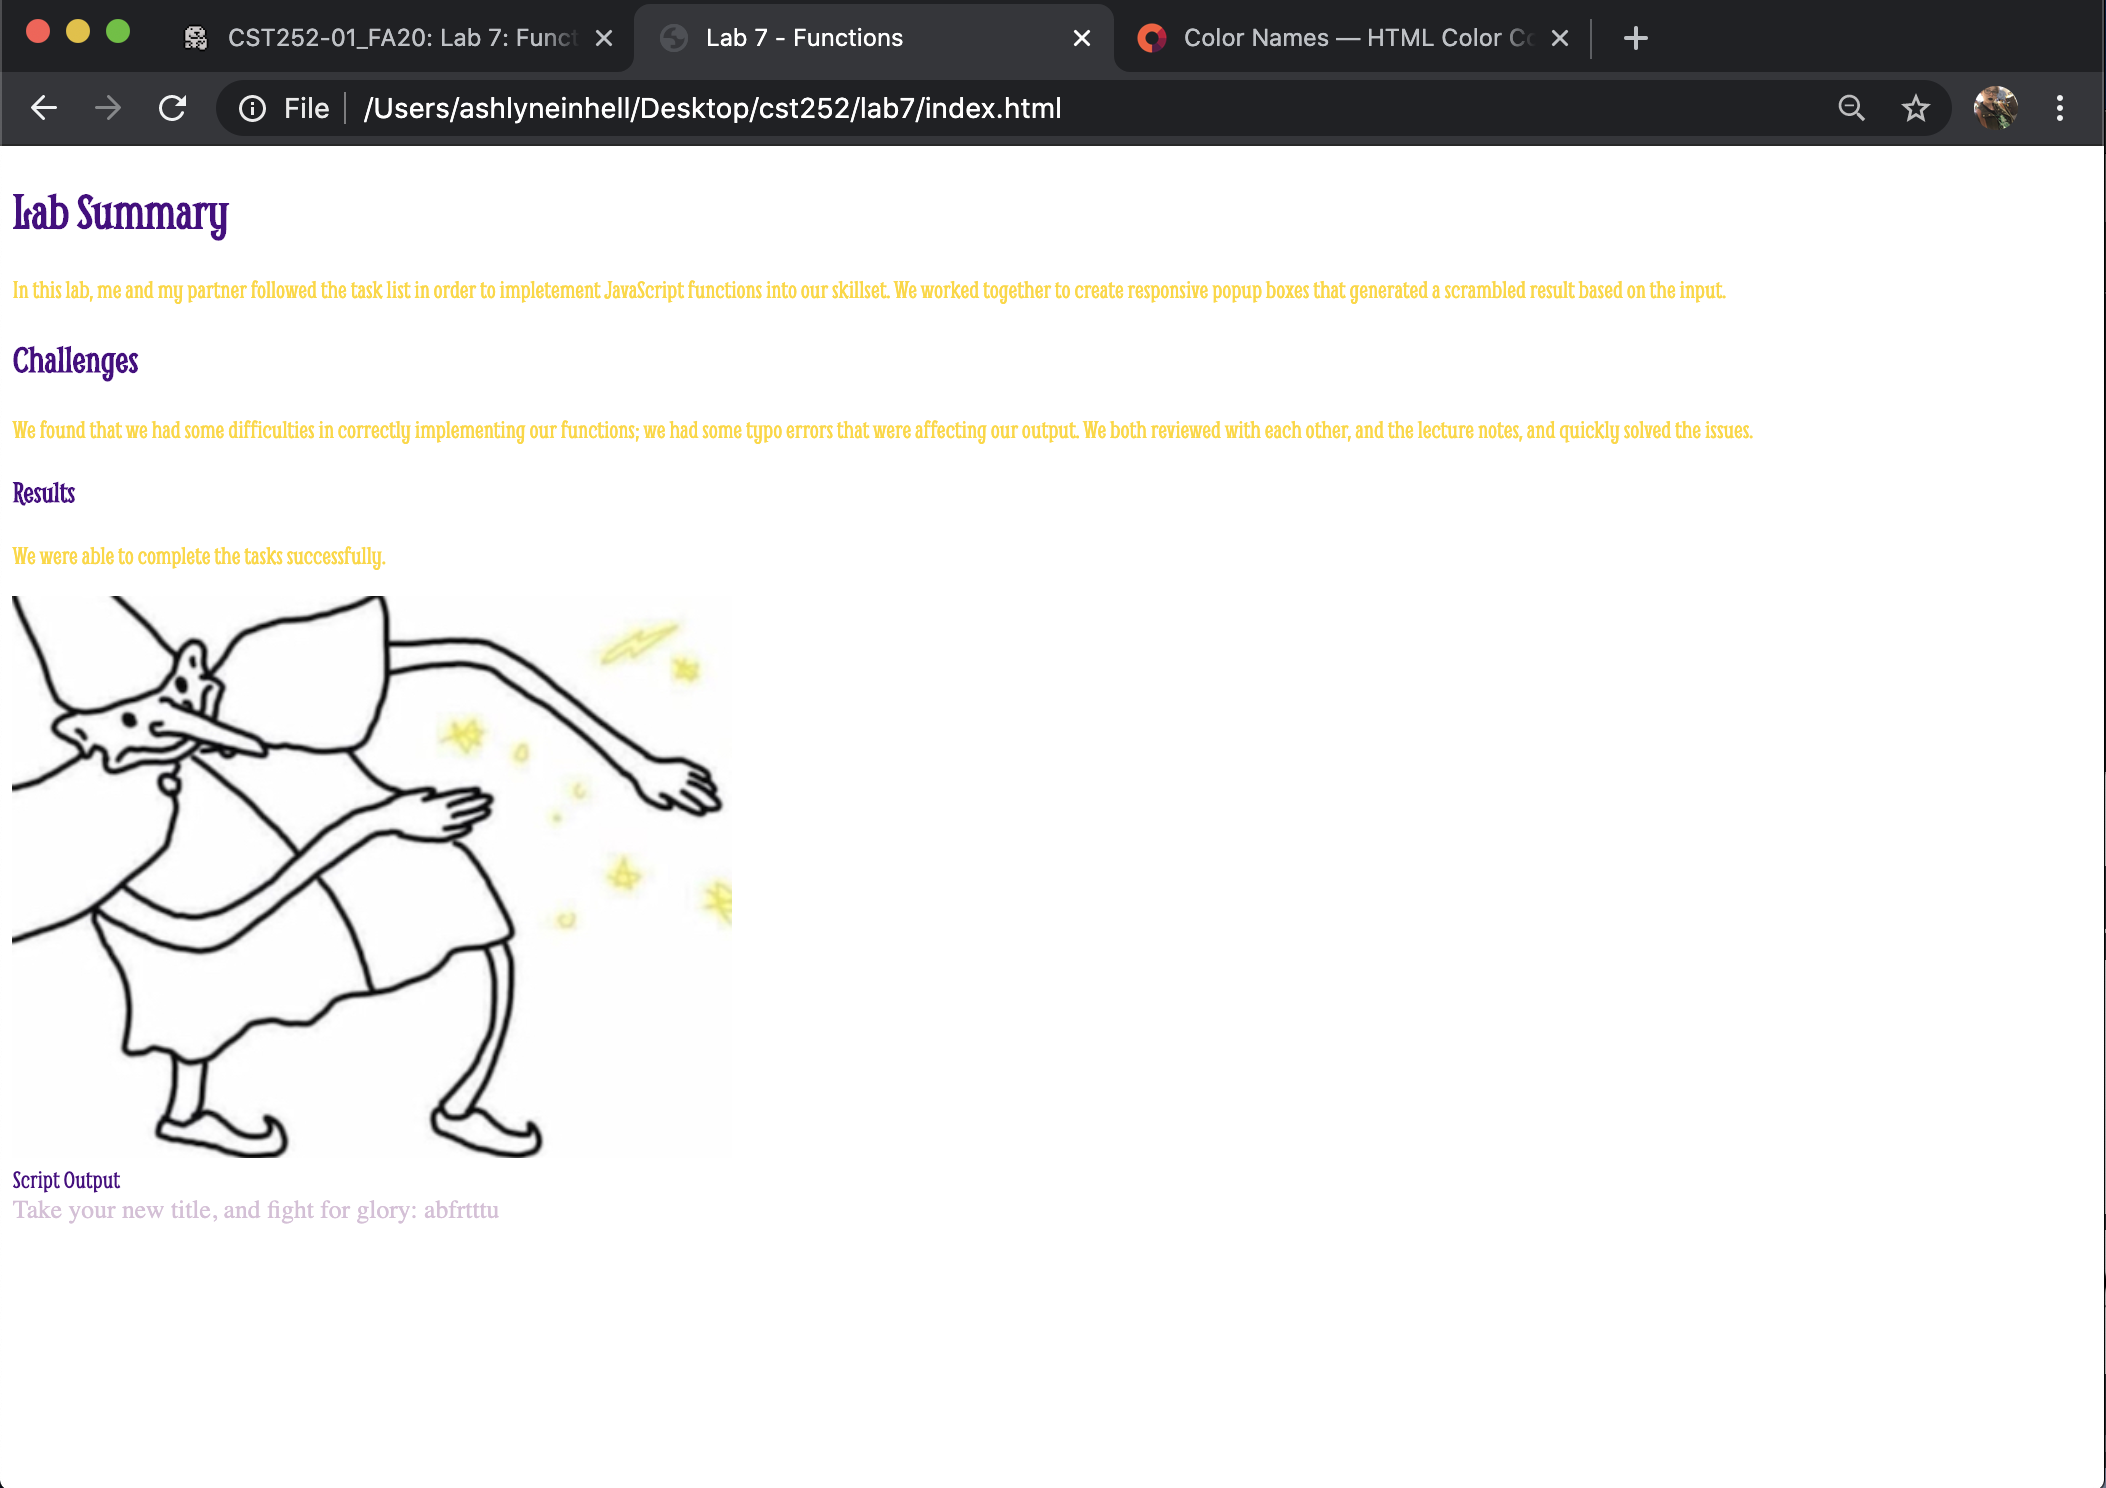 CST252-01_FA20: Lab 7: Funct
Lab 7 - Functions
Color Names — HTML Color Co
File
/Users/ashlyneinhell/Desktop/cst252/lab7/index.html
Lab Summary
In this lab, me and my partner followed the task list in order to impletement JavaScript functions into our skillset. We worked together to create responsive popup boxes that generated a scrambled result based on the input.
Challenges
We found that we had some difficulties in correctly implementing our functions; we had some typo errors that were affecting our output. We both reviewed with each other, and the lecture notes, and quickly solved the issues.
Results
We were able to complete the tasks successfully.
Script Output
Take your new title, and fight for glory: abfrtttu